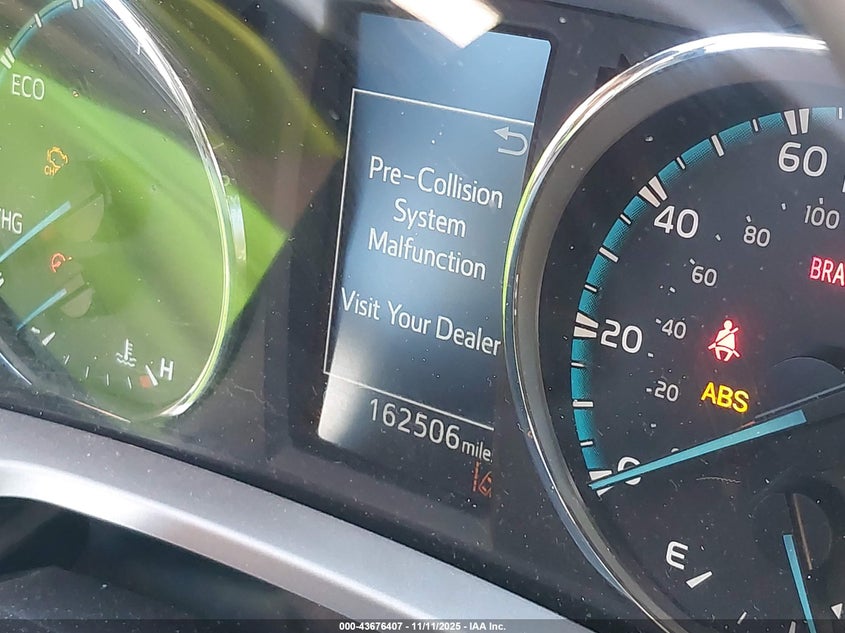 ECO
CHG
H
Pre-Collision
System
Malfunction
Visit Your Dealer
162506 mile
60
40
20
0
100
80
60
40
20
BRA
ABS
E
000-43676407 - 11/11/2025 - IAA Inc.